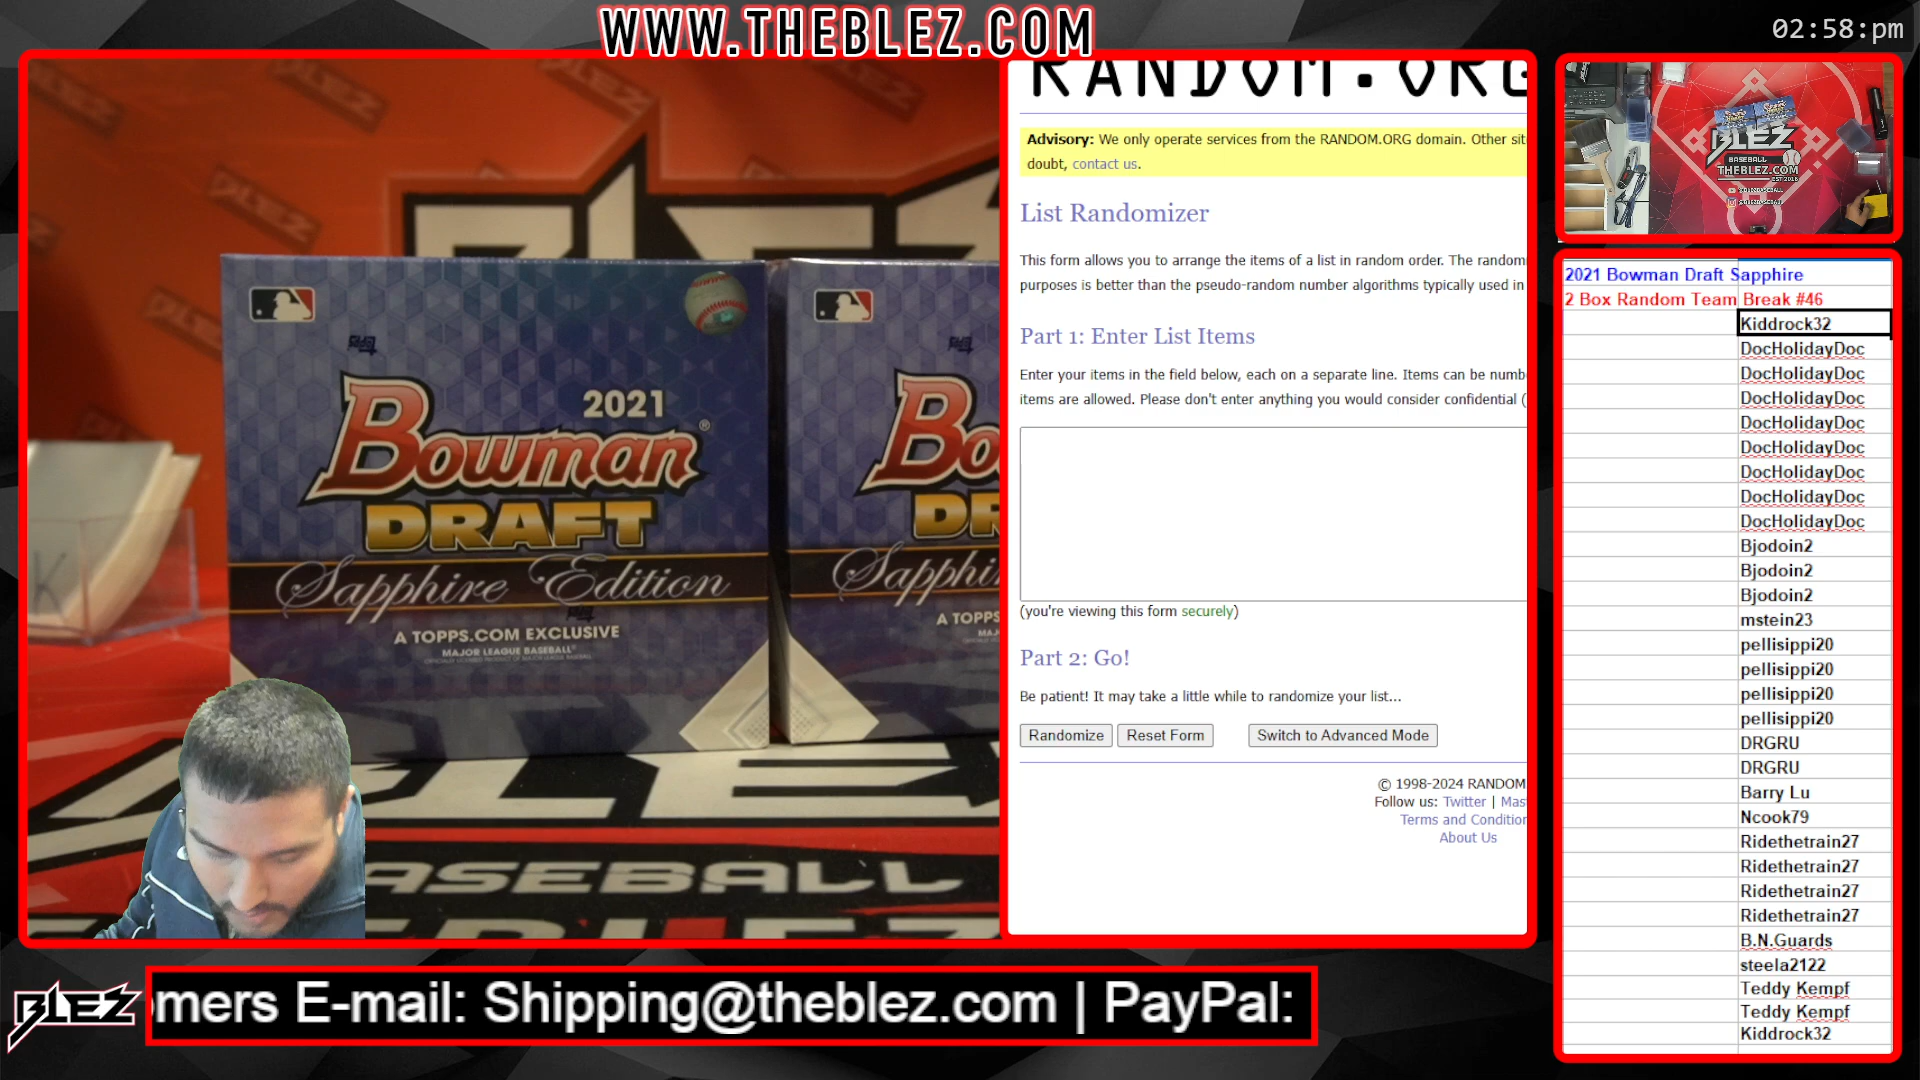 WWW.THEBLEZ.COM
02:58:pm
2021
Bowman
DRAFT
Sapphire Edition
A TOPPS.COM EXCLUSIVE
MAJOR LEAGUE BASEBALL
BASEBALL
RANDOM.ORG
Advisory: We only operate services from the RANDOM.ORG domain. Other sit
doubt, contact us.
List Randomizer
This form allows you to arrange the items of a list in random order. The random
purposes is better than the pseudo-random number algorithms typically used in
Part 1: Enter List Items
Enter your items in the field below, each on a separate line. Items can be numb
items are allowed. Please don't enter anything you would consider confidential (
(you're viewing this form securely)
Part 2: Go!
Be patient! It may take a little while to randomize your list...
Randomize Reset Form Switch to Advanced Mode
© 1998-2024 RANDOM.
Follow us: Twitter | Mas
Terms and Condition
About Us
BLEZ
BASEBALL
THEBLEZ.COM
2021 Bowman Draft Sapphire
2 Box Random Team Break #46
Kiddrock32
DocHolidayDoc
DocHolidayDoc
DocHolidayDoc
DocHolidayDoc
DocHolidayDoc
DocHolidayDoc
DocHolidayDoc
DocHolidayDoc
Bjodoin2
Bjodoin2
Bjodoin2
mstein23
pellisippi20
pellisippi20
pellisippi20
pellisippi20
DRGRU
DRGRU
Barry Lu
Ncook79
Ridethetrain27
Ridethetrain27
Ridethetrain27
Ridethetrain27
B.N.Guards
steela2122
Teddy Kempf
Teddy Kempf
Kiddrock32
BLEZ
omers E-mail: Shipping@theblez.com | PayPal: